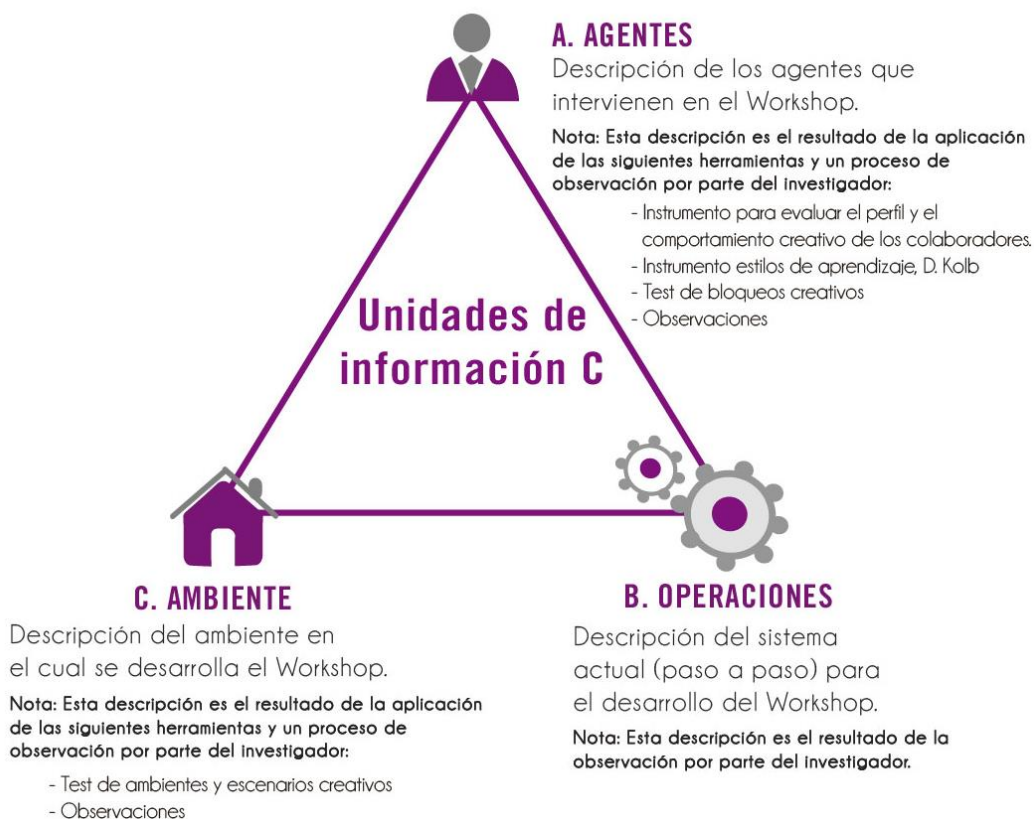 A. AGENTES
Descripción de los agentes que
intervienen en el Workshop.
Nota: Esta descripción es el resultado de la aplicación
de las siguientes herramientas y un proceso de
observación por parte del investigador:
- Instrumento para evaluar el perfil y el
comportamiento creativo de los colaboradores.
- Instrumento estilos de aprendizaje, D. Kolb
- Test de bloqueos creativos
- Observaciones
Unidades de
información C
C. AMBIENTE
Descripción del ambiente en
el cual se desarrolla el Workshop.
Nota: Esta descripción es el resultado de la aplicación
de las siguientes herramientas y un proceso de
observación por parte del investigador:
- Test de ambientes y escenarios creativos
- Observaciones
B. OPERACIONES
Descripción del sistema
actual (paso a paso) para
el desarrollo del Workshop.
Nota: Esta descripción es el resultado de la
observación por parte del investigador.